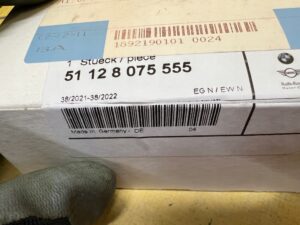 1892190101 0024
1 Stueck / piece
51 12 8 075 555
38/2021-38/2022
EG N / EW N
Made in Germany - DE 04